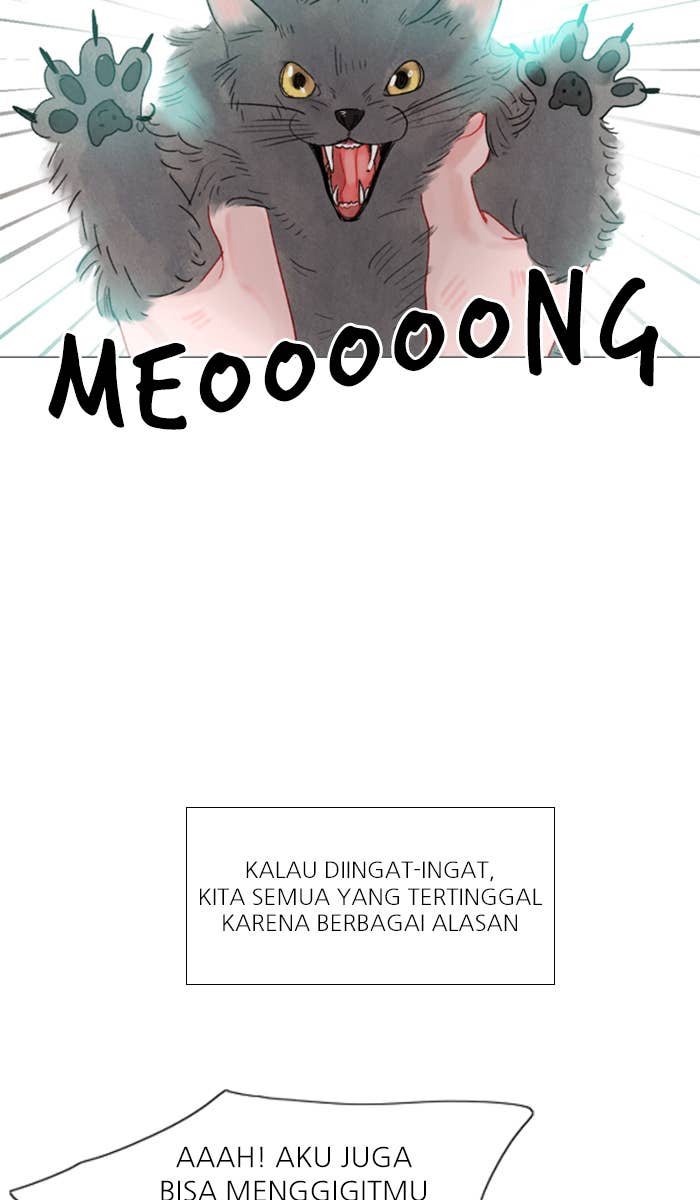 MEOOOOONG
KALAU DIINGAT-INGAT,
KITA SEMUA YANG TERTINGGAL
KARENA BERBAGAI ALASAN
AAAH! AKU JUGA
BISA MENGGIGITMU